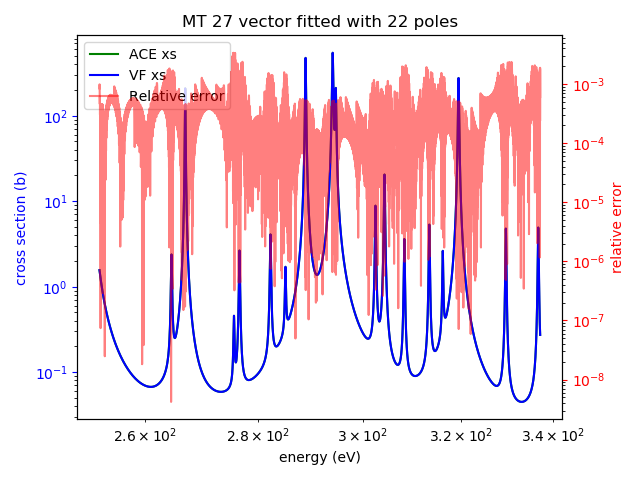 MT 27 vector fitted with 22 poles
ACE xs
VF xs
Relative error
cross section (b)
10²
10¹
10⁰
10⁻¹
relative error
10⁻³
10⁻⁴
10⁻⁵
10⁻⁶
10⁻⁷
10⁻⁸
2.6 × 10² 2.8 × 10² 3 × 10² 3.2 × 10² 3.4 × 10²
energy (eV)